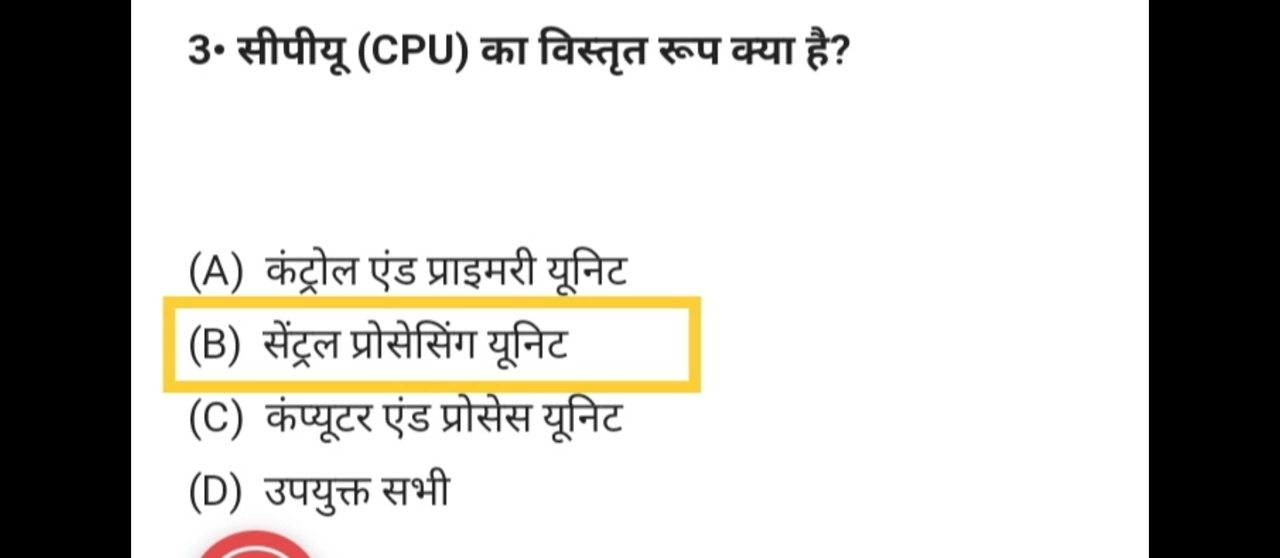 3• सीपीयू (CPU) का विस्तृत रूप क्या है?
(A) कंट्रोल एंड प्राइमरी यूनिट
(B) सेंट्रल प्रोसेसिंग यूनिट
(C) कंप्यूटर एंड प्रोसेस यूनिट
(D) उपयुक्त सभी